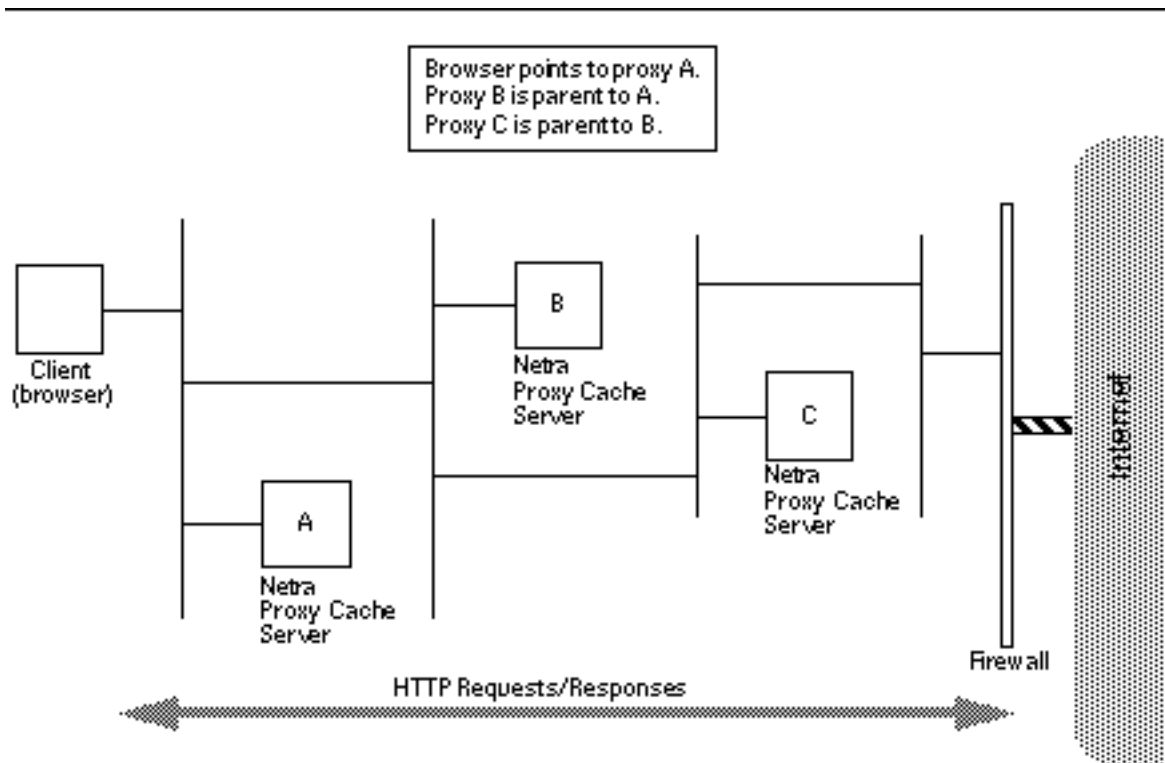 Browser points to proxy A.
Proxy B is parent to A.
Proxy C is parent to B.
Client
(browser)
B
Netra
Proxy Cache
Server
C
Netra
Proxy Cache
Server
A
Netra
Proxy Cache
Server
Internet
Firewall
HTTP Requests/Responses